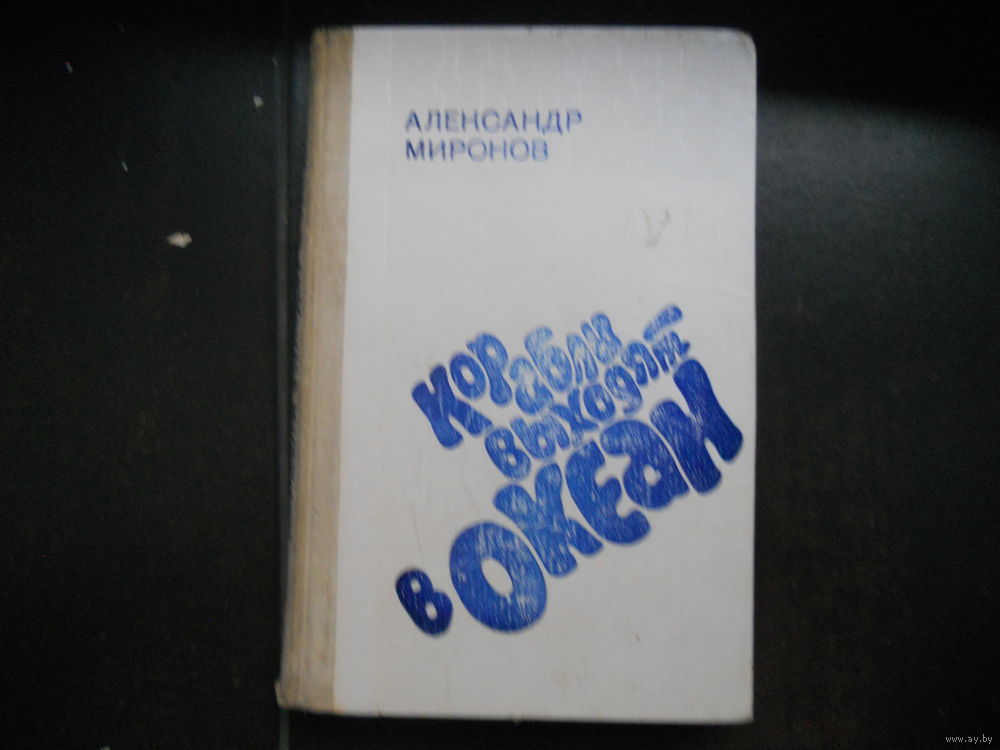 АЛЕКСАНДР
МИРОНОВ
Корабли
выходят
в Океан
www.ay.by